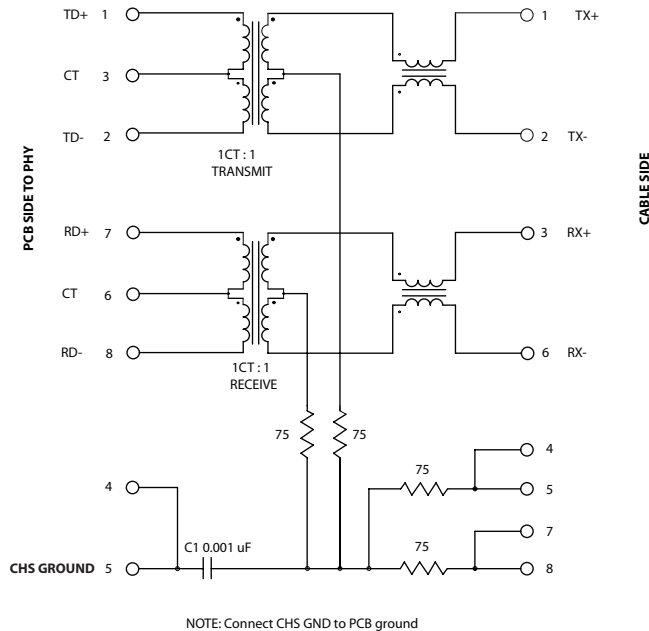 TD+ 1
1 TX+
CT 3
TD- 2
2 TX-
1CT : 1
TRANSMIT
PCB SIDE TO PHY
CABLE SIDE
RD+ 7
3 RX+
CT 6
RD- 8
6 RX-
1CT : 1
RECEIVE
75
75
4
75
4
5
7
C1 0.001 uF
75
CHS GROUND 5
8
NOTE: Connect CHS GND to PCB ground